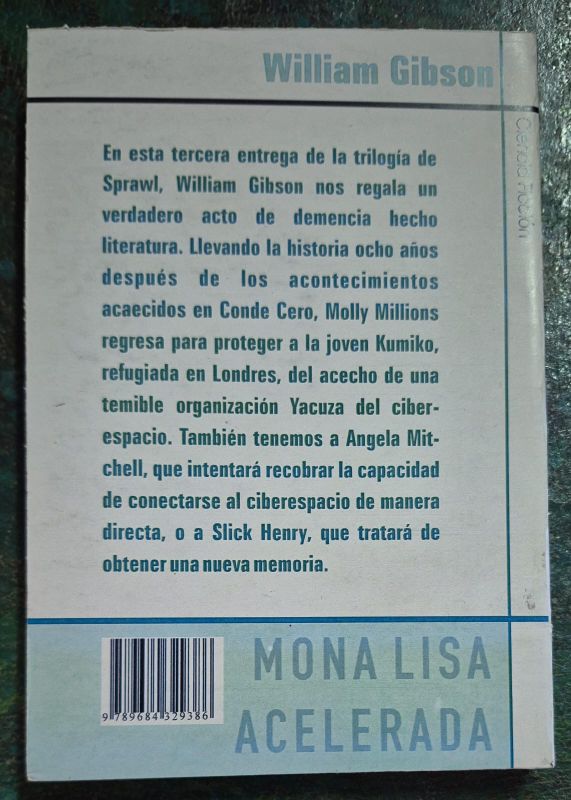 William Gibson
Ciencia Ficción
En esta tercera entrega de la trilogía de
Sprawl, William Gibson nos regala un
verdadero acto de demencia hecho
literatura. Llevando la historia ocho años
después de los acontecimientos
acaecidos en Conde Cero, Molly Millions
regresa para proteger a la joven Kumiko,
refugiada en Londres, del acecho de una
temible organización Yacuza del ciber-
espacio. También tenemos a Angela Mit-
chell, que intentará recobrar la capacidad
de conectarse al ciberespacio de manera
directa, o a Slick Henry, que tratará de
obtener una nueva memoria.
MONA LISA
ACELERADA
9 789684 329386